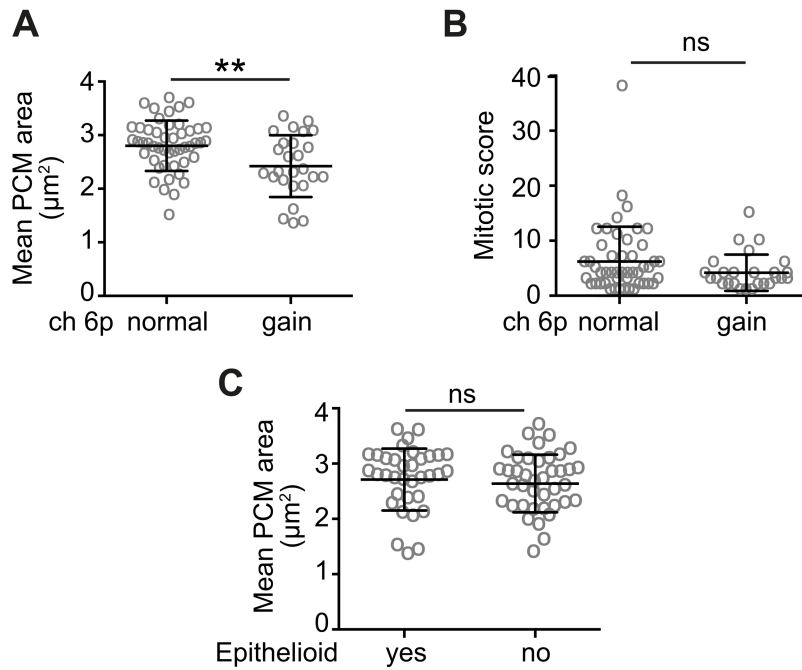 A
Mean PCM area
(µm²)
**
4
3
2
1
0
ch 6p normal gain
B
Mitotic score
ns
40
30
20
10
0
ch 6p normal gain
C
Mean PCM area
(µm²)
ns
4
3
2
1
0
Epithelioid yes no